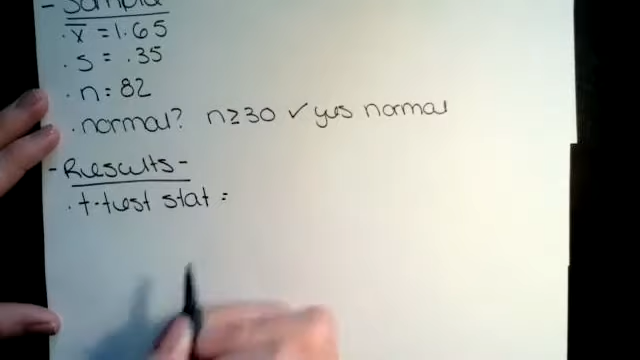 - Sample
. x̄ = 1.65
. s = .35
. n = 82
. normal? n ≥ 30 ✓ yes normal
- Results -
. t-test stat =